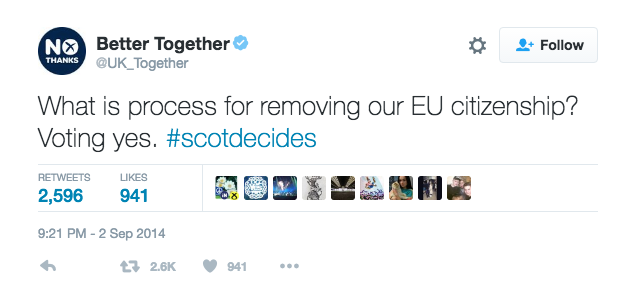 NO
THANKS
Better Together
@UK_Together
Follow
What is process for removing our EU citizenship?
Voting yes. #scotdecides
RETWEETS LIKES
2,596 941
9:21 PM - 2 Sep 2014
2.6K 941